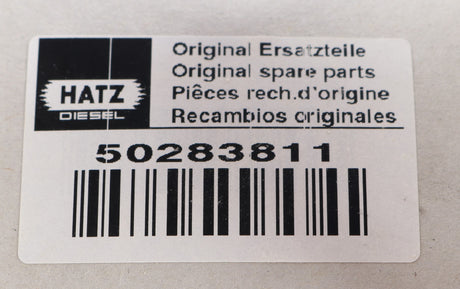 HATZ
DIESEL
Original Ersatzteile
Original spare parts
Pièces rech.d'origine
Recambios originales
50283811